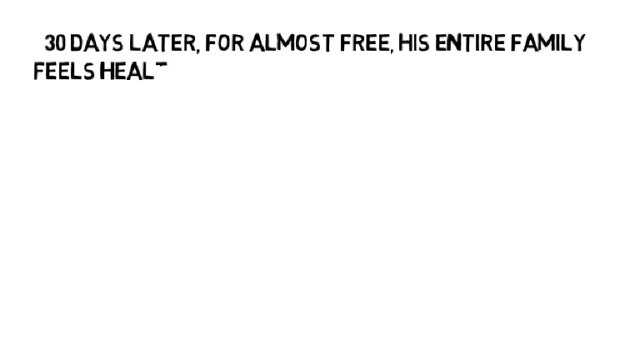 30 DAYS LATER, FOR ALMOST FREE, HIS ENTIRE FAMILY
FEELS HEAL